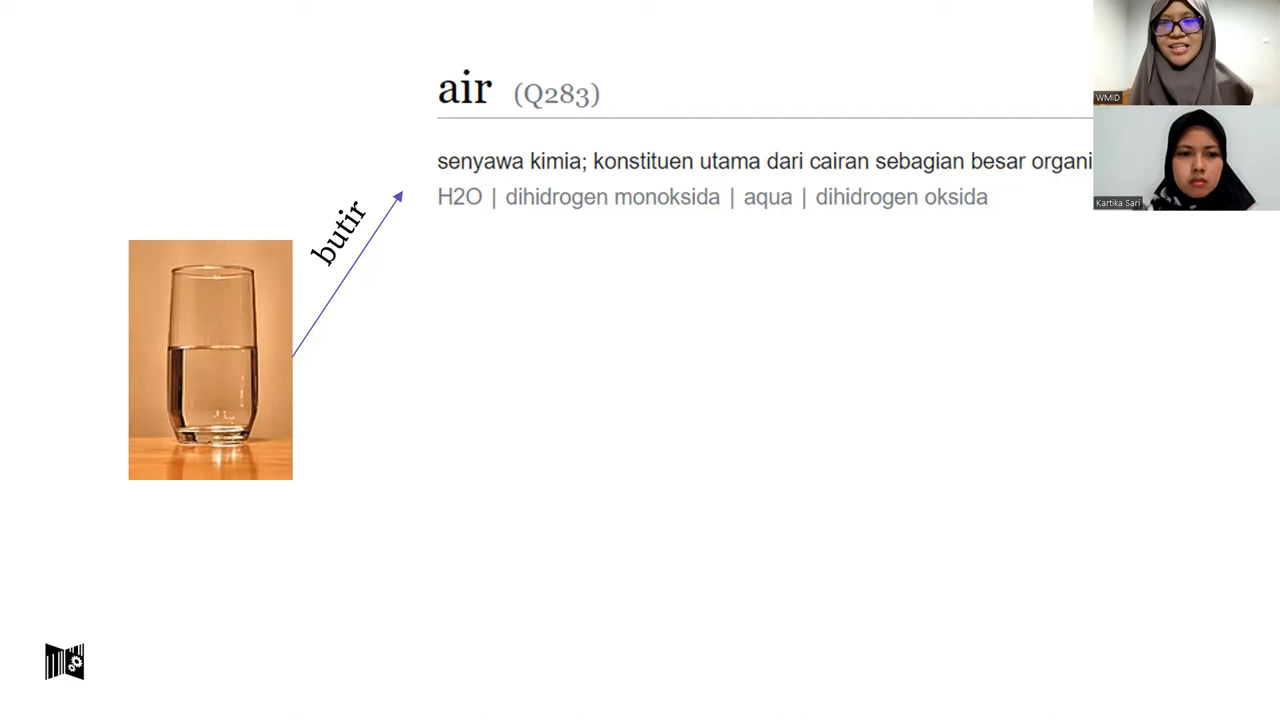 air (Q283)
senyawa kimia; konstituen utama dari cairan sebagian besar organi
H2O | dihidrogen monoksida | aqua | dihidrogen oksida
butir
WMID
Kartika Sari